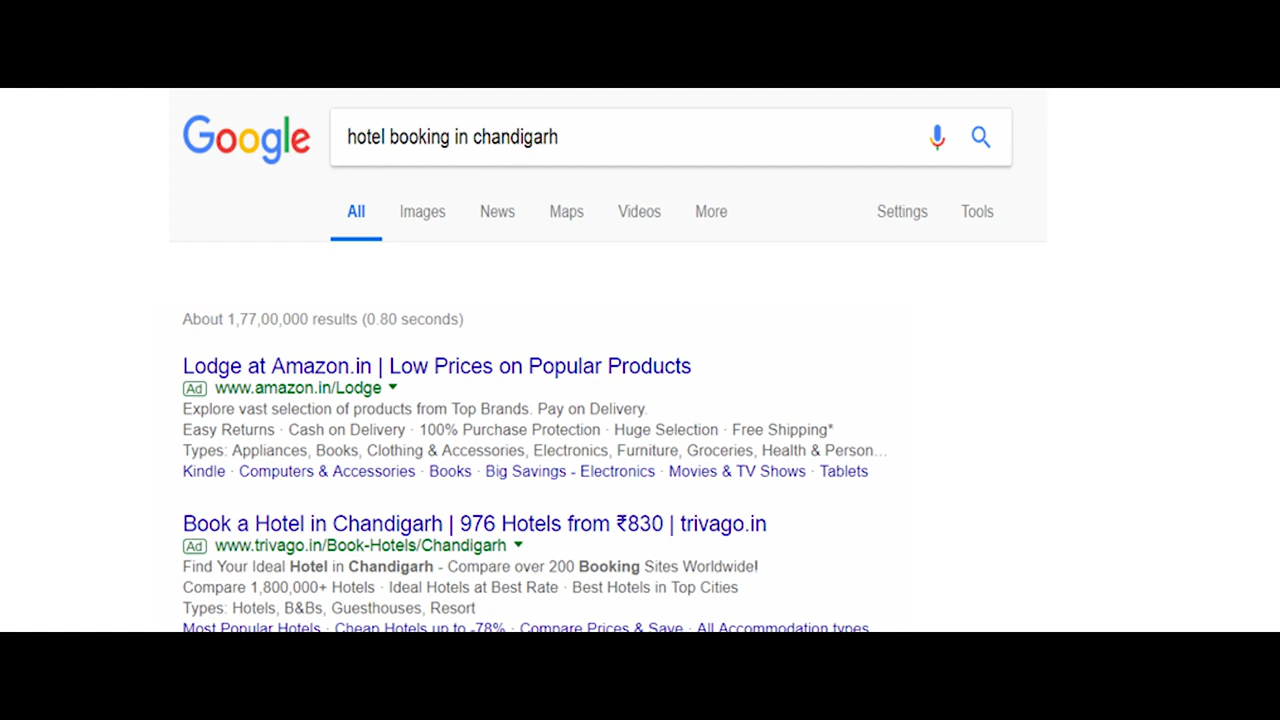 Google
hotel booking in chandigarh
All Images News Maps Videos More Settings Tools
About 1,77,00,000 results (0.80 seconds)
Lodge at Amazon.in | Low Prices on Popular Products
Ad www.amazon.in/Lodge
Explore vast selection of products from Top Brands. Pay on Delivery.
Easy Returns · Cash on Delivery · 100% Purchase Protection · Huge Selection · Free Shipping*
Types: Appliances, Books, Clothing & Accessories, Electronics, Furniture, Groceries, Health & Person...
Kindle · Computers & Accessories · Books · Big Savings - Electronics · Movies & TV Shows · Tablets
Book a Hotel in Chandigarh | 976 Hotels from ₹830 | trivago.in
Ad www.trivago.in/Book-Hotels/Chandigarh
Find Your Ideal Hotel in Chandigarh - Compare over 200 Booking Sites Worldwide!
Compare 1,800,000+ Hotels · Ideal Hotels at Best Rate · Best Hotels in Top Cities
Types: Hotels, B&Bs, Guesthouses, Resort
Most Popular Hotels · Cheap Hotels up to -78% · Compare Prices & Save · All Accommodation types